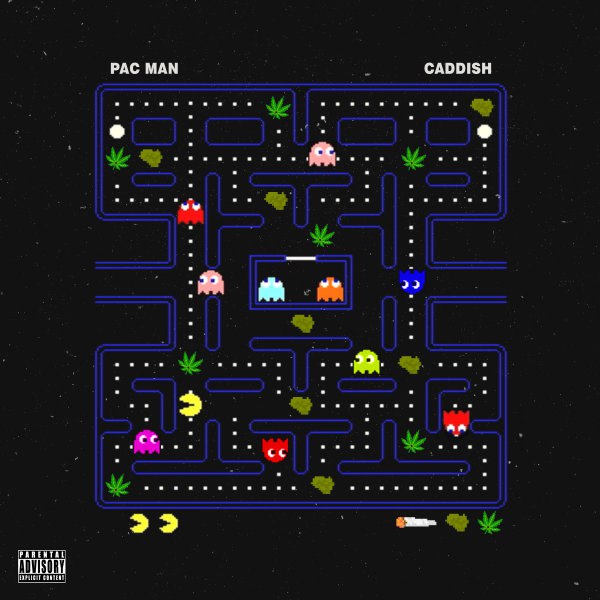 PAC MAN
CADDISH
PARENTAL
ADVISORY
EXPLICIT CONTENT